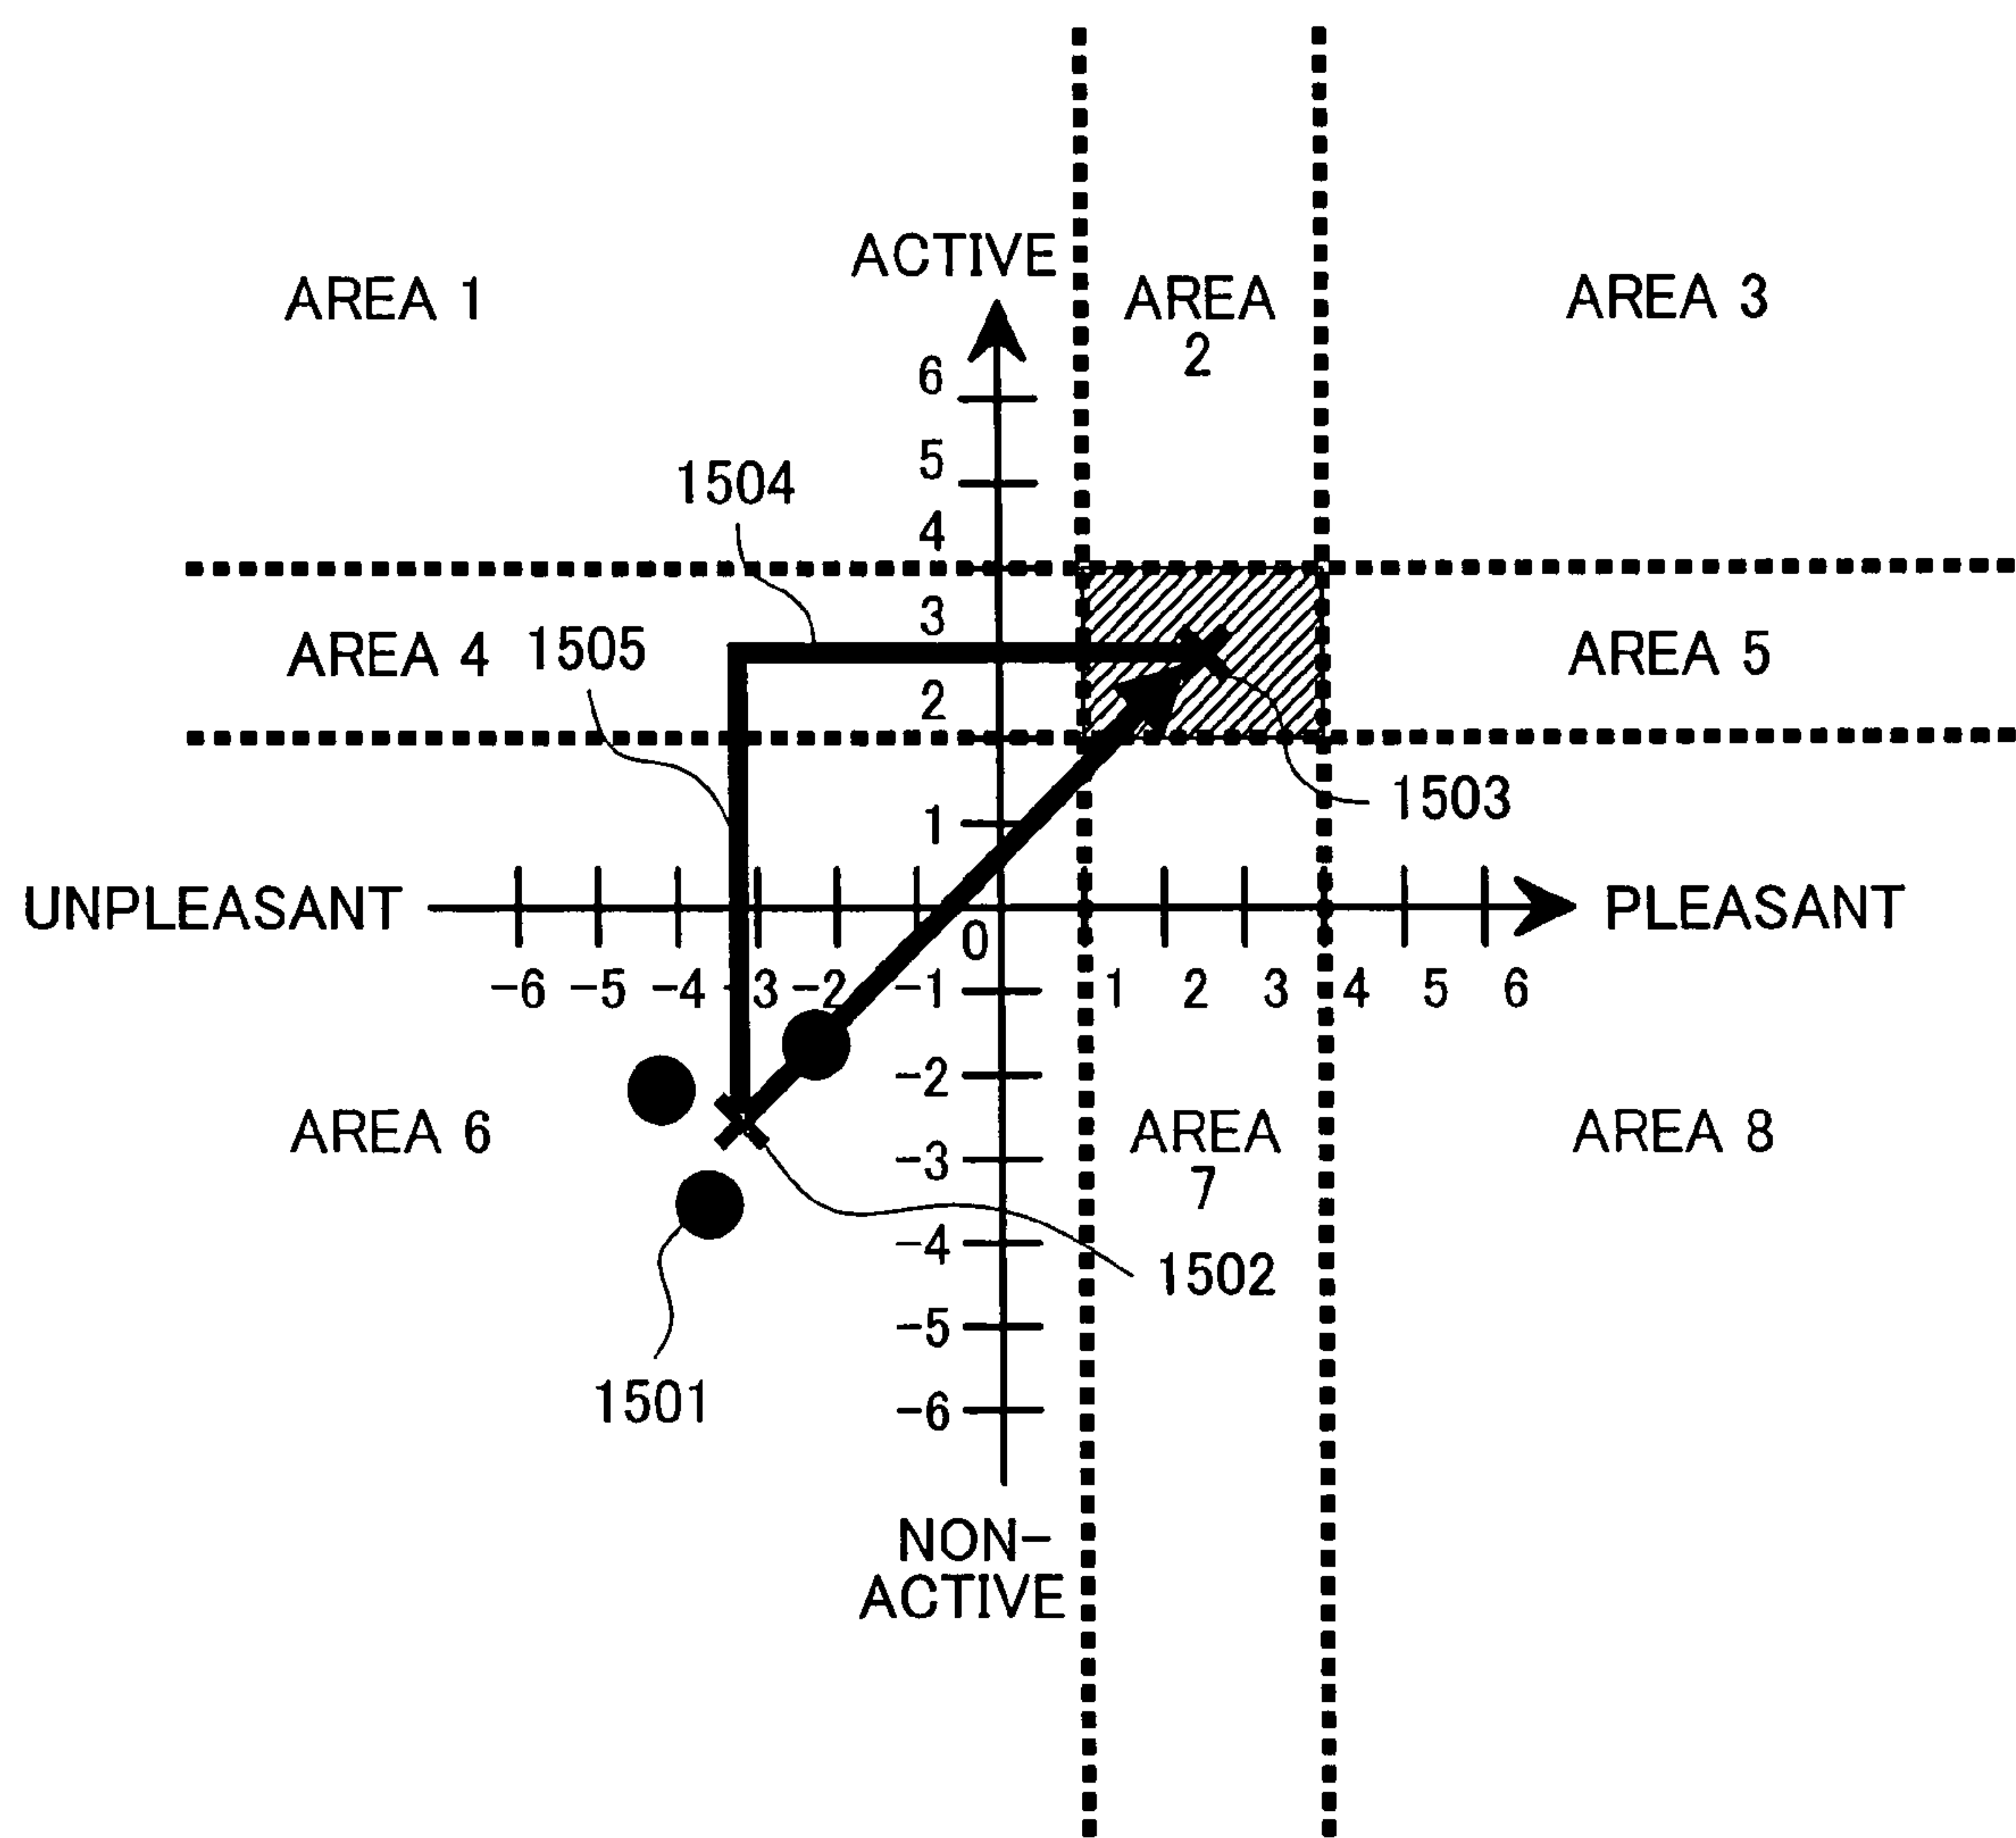 ACTIVE
AREA 1
AREA
2
AREA 3
6
5
1504
4
3
AREA 4
1505
AREA 5
2
1503
1
UNPLEASANT
PLEASANT
0
-6 -5 -4 -3 -2 -1 1 2 3 4 5 6
-2
AREA 6
AREA
7
AREA 8
-3
-4
1502
-5
1501
-6
NON-
ACTIVE